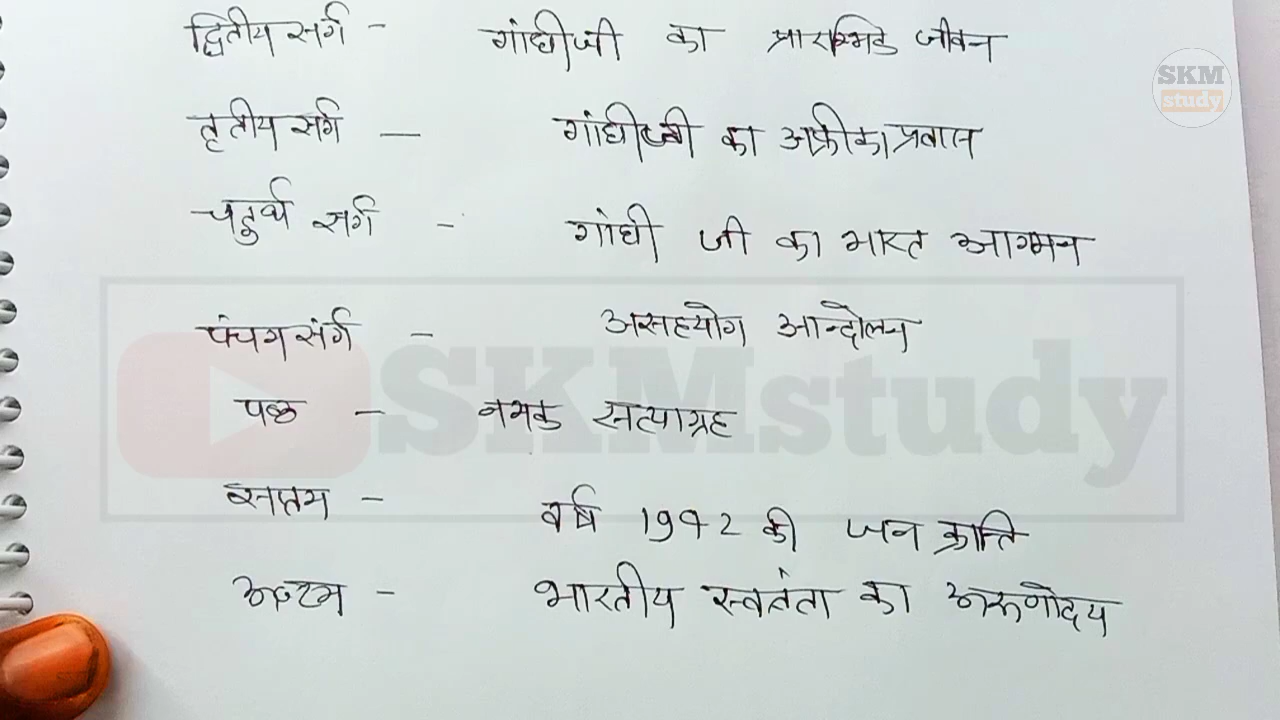 द्वितीय सर्ग - गांधीजी का प्रारम्भिक जीवन
SKM
study
तृतीय सर्ग — गांधीजी का अफ्रीका प्रवास
चतुर्थ सर्ग - गांधी जी का भारत आगमन
पंचम सर्ग - असहयोग आन्दोलन
SKMstudy
- नमक सत्याग्रह
सप्तम - वर्ष 1942 की जन क्रान्ति
अष्टम - भारतीय स्वतंता का अरूणोदय